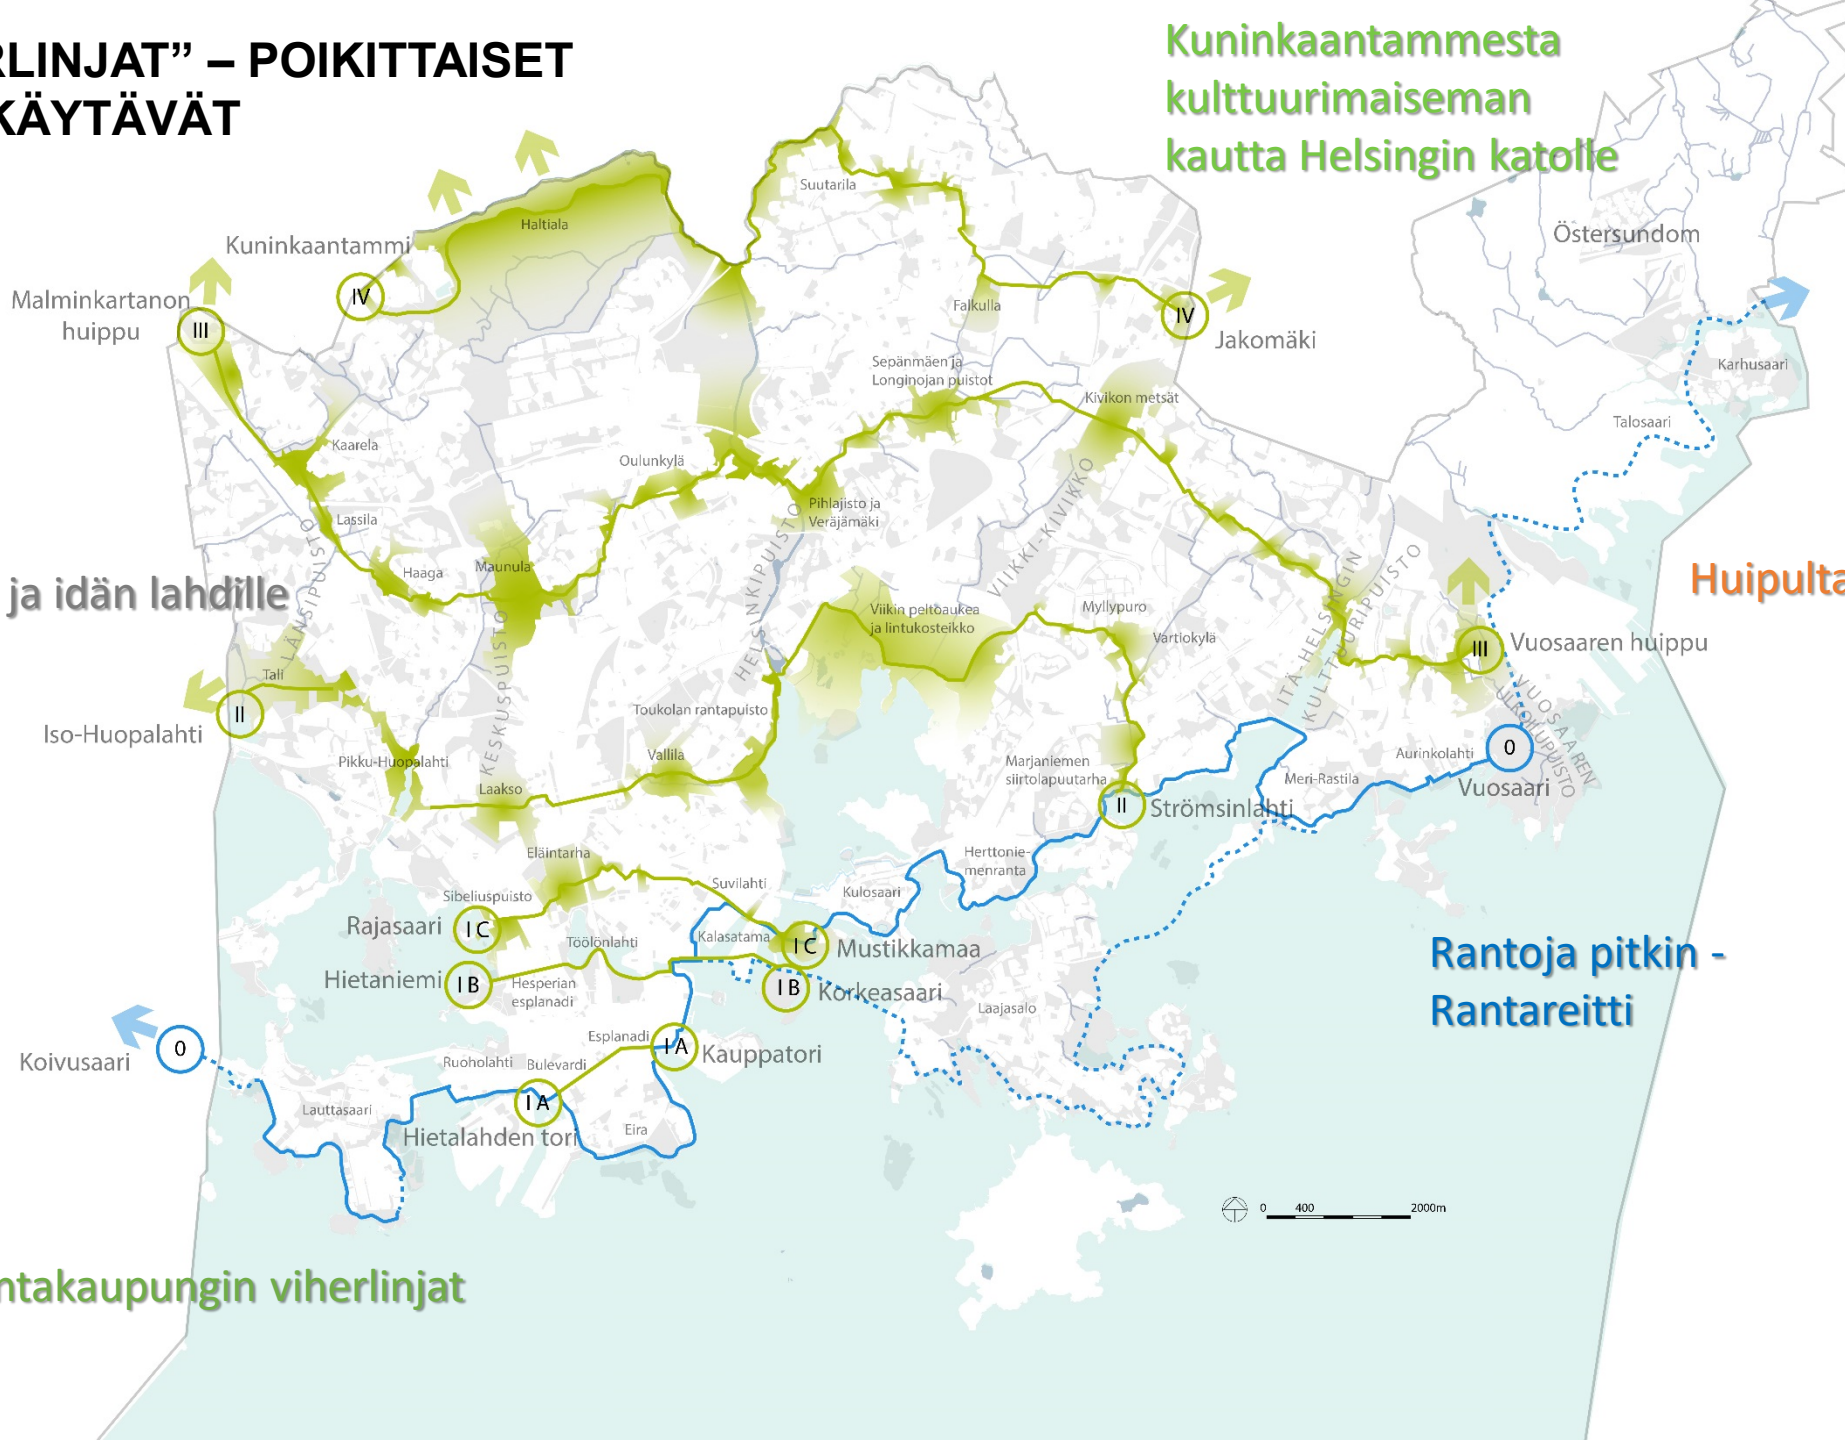 RLINJAT” – POIKITTAISET
KÄYTÄVÄT
Kuninkaantammesta
kulttuurimaiseman
kautta Helsingin katolle
Suutarila
Haltiala
Kuninkaantammi
IV
Malminkartanon
huippu
III
Östersundom
Falkulla
IV
Jakomäki
Karhusaari
Sepänmäen ja
Longinojan puistot
Kivikon metsät
Talosaari
Kaarela
Oulunkylä
Pihlajisto ja
Veräjämäki
Lassila
LÄNSIPUISTO
Haaga
Maunula
KESKUSPUISTO
HELSINKIPUISTO
VIIKKI-KIVIKKO
ITÄ-HELSINGIN
KULTTUURIPUISTO
ja idän lahdille
Huipulta
Viikin peltoaukea
ja lintukosteikko
Myllypuro
Vartiokylä
III
Vuosaaren huippu
VUOSAAREN
ULKOILUPUISTO
Tali
II
Iso-Huopalahti
Toukolan rantapuisto
Pikku-Huopalahti
Vallila
Laakso
Marjaniemen
siirtolapuutarha
II
Strömsinlahti
Meri-Rastila
Aurinkolahti
0
Vuosaari
Eläintarha
Herttonie-
menranta
Sibeliuspuisto
Suvilahti
Kulosaari
Rajasaari
I C
Töölönlahti
Kalasatama
I C
Mustikkamaa
Hietaniemi
I B
Hesperian
esplanadi
I B
Korkeasaari
Rantoja pitkin -
Rantareitti
Laajasalo
Koivusaari
0
Esplanadi
I A
Kauppatori
Ruoholahti
Bulevardi
I A
Lauttasaari
Hietalahden tori
Eira
0
400
2000m
ntakaupungin viherlinjat